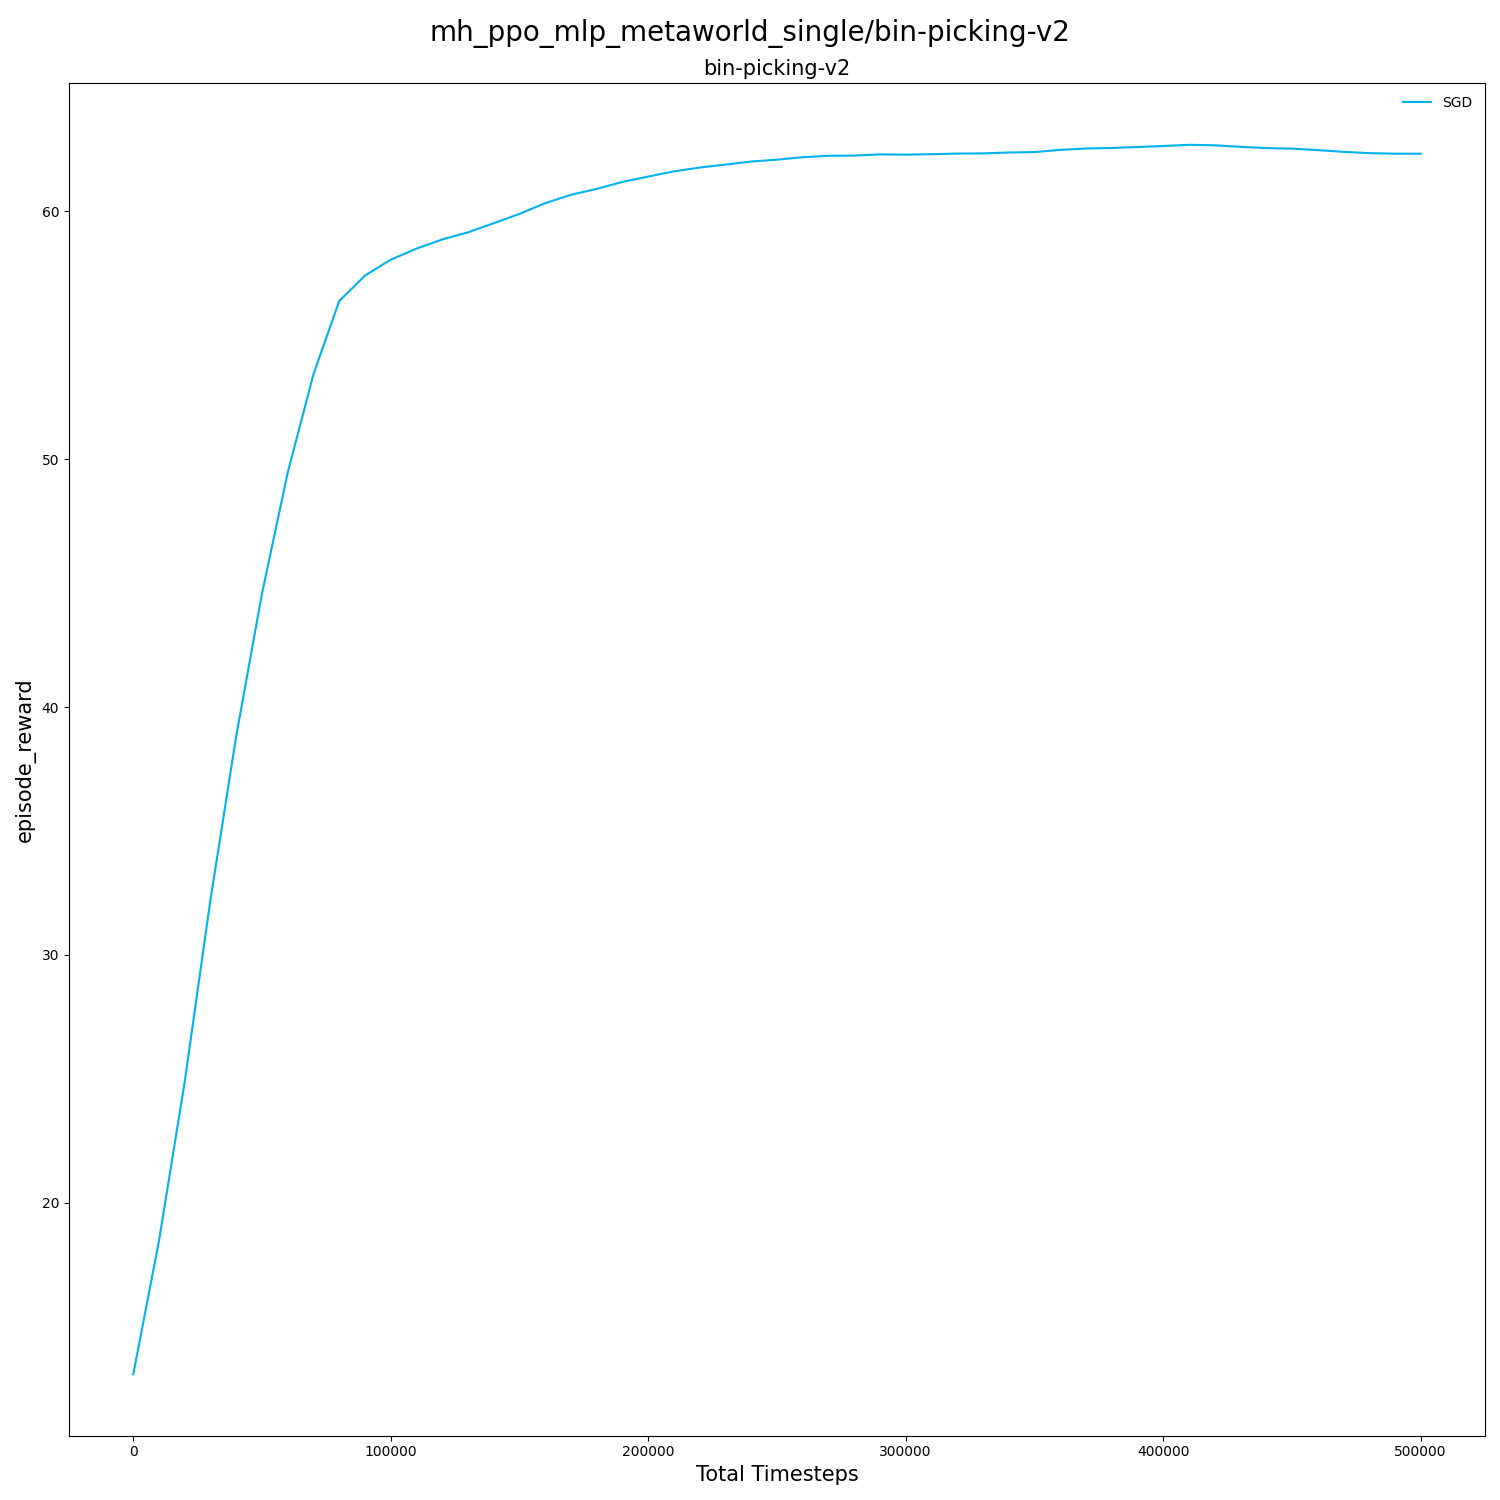 mh_ppo_mlp_metaworld_single/bin-picking-v2
bin-picking-v2
SGD
episode_reward
60
50
40
30
20
0 100000 200000 300000 400000 500000
Total Timesteps